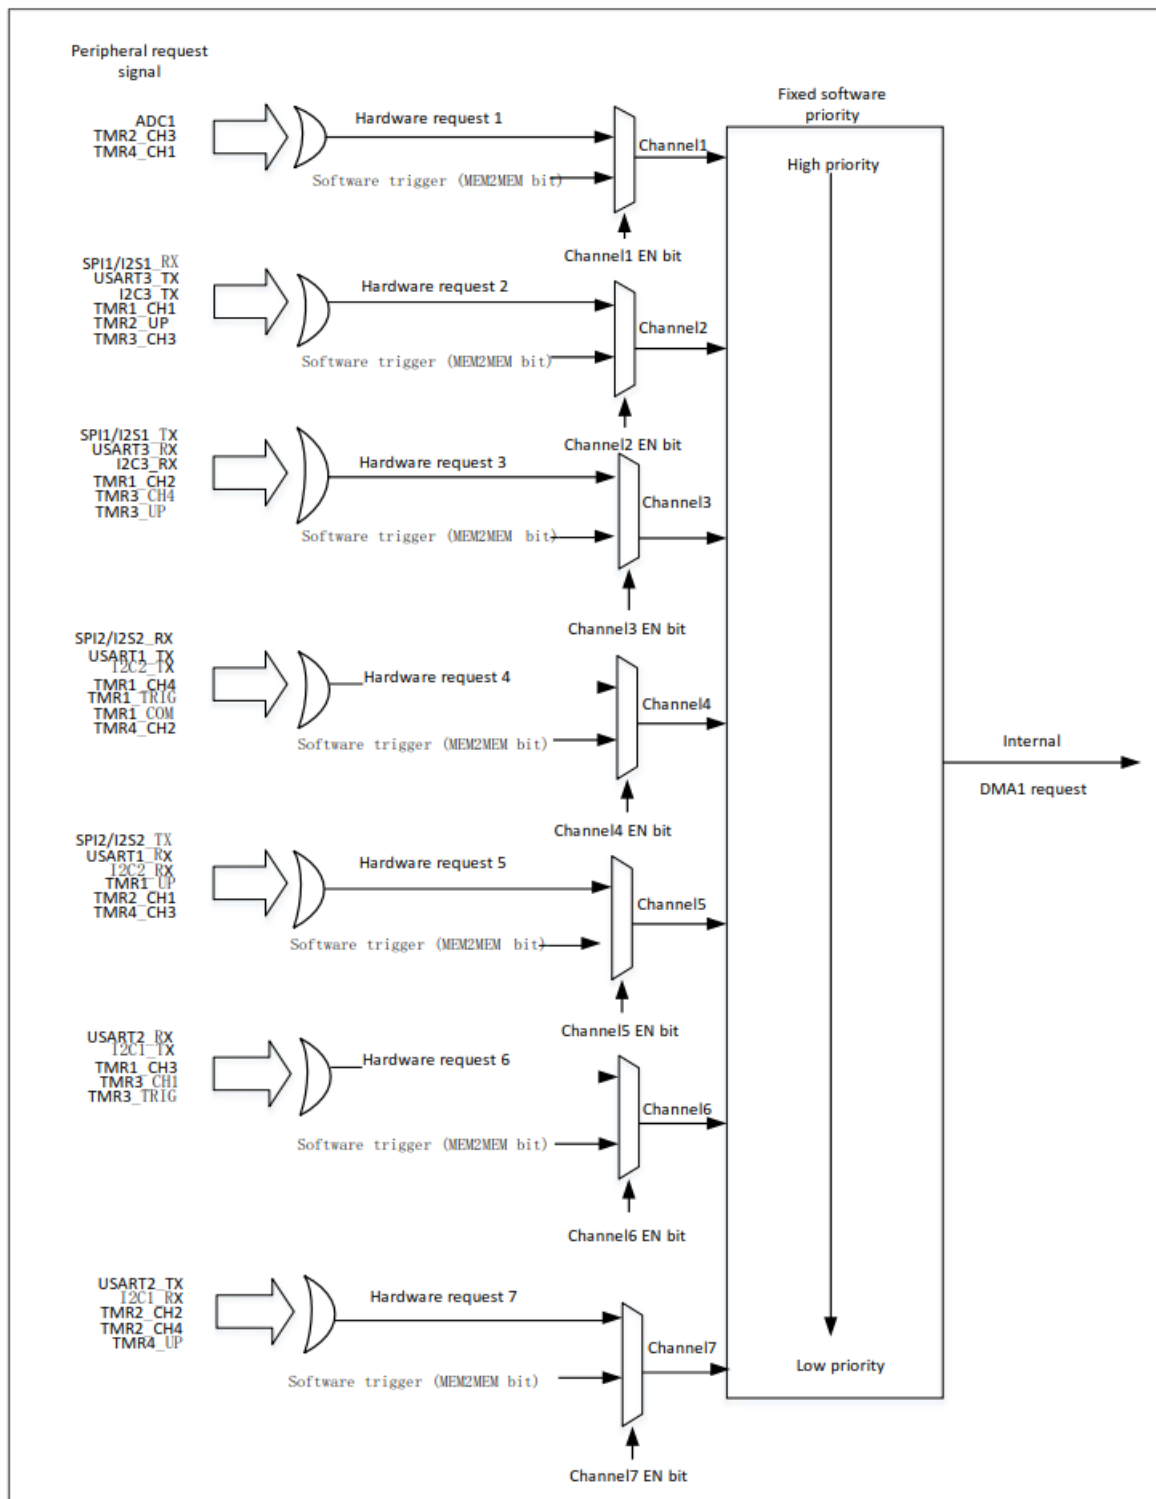 Peripheral request
signal
Fixed software
priority
ADC1
TMR2_CH3
TMR4_CH1
Hardware request 1
Software trigger (MEM2MEM bit)
Channel1
Channel1 EN bit
High priority
SPI1/I2S1_RX
USART3_TX
I2C3_TX
TMR1_CH1
TMR2_UP
TMR3_CH3
Hardware request 2
Software trigger (MEM2MEM bit)
Channel2
Channel2 EN bit
SPI1/I2S1_TX
USART3_RX
I2C3_RX
TMR1_CH2
TMR3_CH4
TMR3_UP
Hardware request 3
Software trigger (MEM2MEM bit)
Channel3
Channel3 EN bit
SPI2/I2S2_RX
USART1_TX
I2C2_TX
TMR1_CH4
TMR1_TRIG
TMR1_COM
TMR4_CH2
Hardware request 4
Software trigger (MEM2MEM bit)
Channel4
Channel4 EN bit
Internal
DMA1 request
SPI2/I2S2_TX
USART1_RX
I2C2_RX
TMR1_UP
TMR2_CH1
TMR4_CH3
Hardware request 5
Software trigger (MEM2MEM bit)
Channel5
Channel5 EN bit
USART2_RX
I2C1_TX
TMR1_CH3
TMR3_CH1
TMR3_TRIG
Hardware request 6
Software trigger (MEM2MEM bit)
Channel6
Channel6 EN bit
USART2_TX
I2C1_RX
TMR2_CH2
TMR2_CH4
TMR4_UP
Hardware request 7
Software trigger (MEM2MEM bit)
Channel7
Channel7 EN bit
Low priority